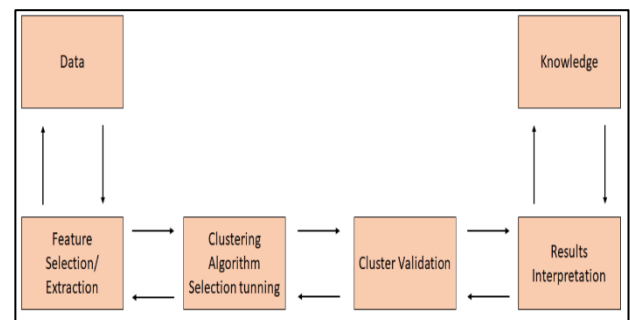 Data
Knowledge
Feature
Selection/
Extraction
Clustering
Algorithm
Selection tunning
Cluster Validation
Results
Interpretation